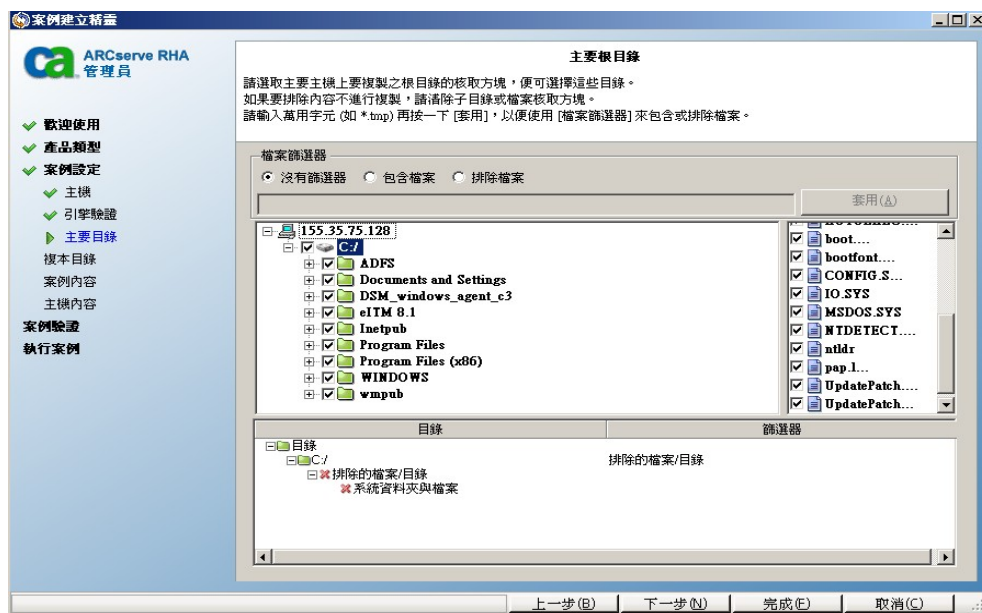 案例建立精靈
ca
ARCserve RHA
管理員
歡迎使用
產品類型
案例設定
主機
引擎驗證
主要目錄
複本目錄
案例內容
主機內容
案例驗證
執行案例
主要根目錄
請選取主要主機上要複製之根目錄的核取方塊，便可選擇這些目錄。
如果要排除內容不進行複製，請清除子目錄或檔案核取方塊。
請輸入萬用字元 (如 *.tmp) 再按一下 [套用]，以便使用 [檔案篩選器] 來包含或排除檔案。
檔案篩選器
沒有篩選器 包含檔案 排除檔案
套用(A)
155.35.75.128
C:/
ADFS
Documents and Settings
DSM_windows_agent_c3
eITM 8.1
Inetpub
Program Files
Program Files (x86)
WINDOWS
wmpub
boot....
bootfont....
CONFIG.S...
IO.SYS
MSDOS.SYS
NTDETECT....
ntldr
pap.l...
UpdatePatch....
UpdatePatch...
目錄 篩選器
目錄
C:/ 排除的檔案/目錄
排除的檔案/目錄
系統資料夾與檔案
上一步(B) 下一步(N) 完成(F) 取消(C)